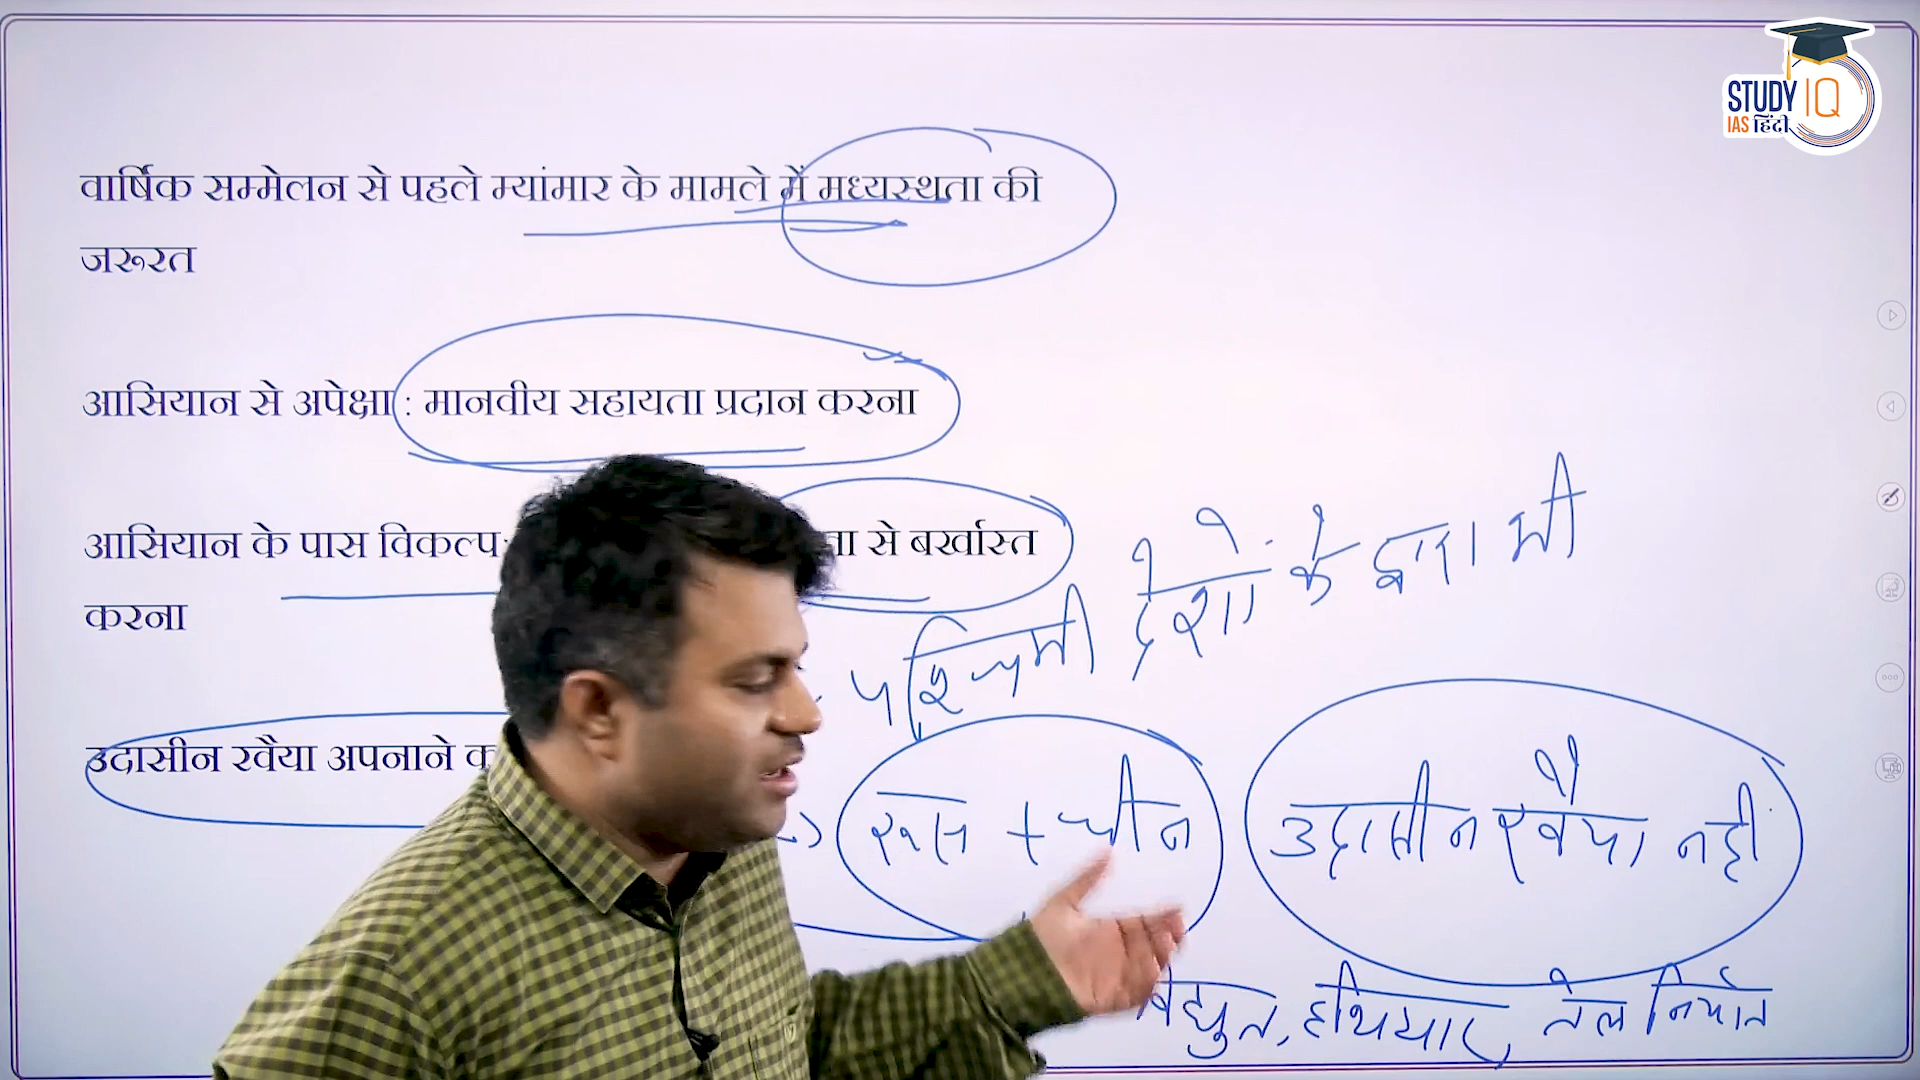 STUDY IQ
IAS हिंदी
वार्षिक सम्मेलन से पहले म्यांमार के मामले में मध्यस्थता की
जरूरत
आसियान से अपेक्षा : मानवीय सहायता प्रदान करना
आसियान के पास विकल्प: से बर्खास्त
करना
उदासीन रवैया अपनाने
पश्चिमी देशों के द्वारा भी
रूस + चीन
उदासीन रवैया नहीं
विद्युत, हथियार, तेल निर्यात